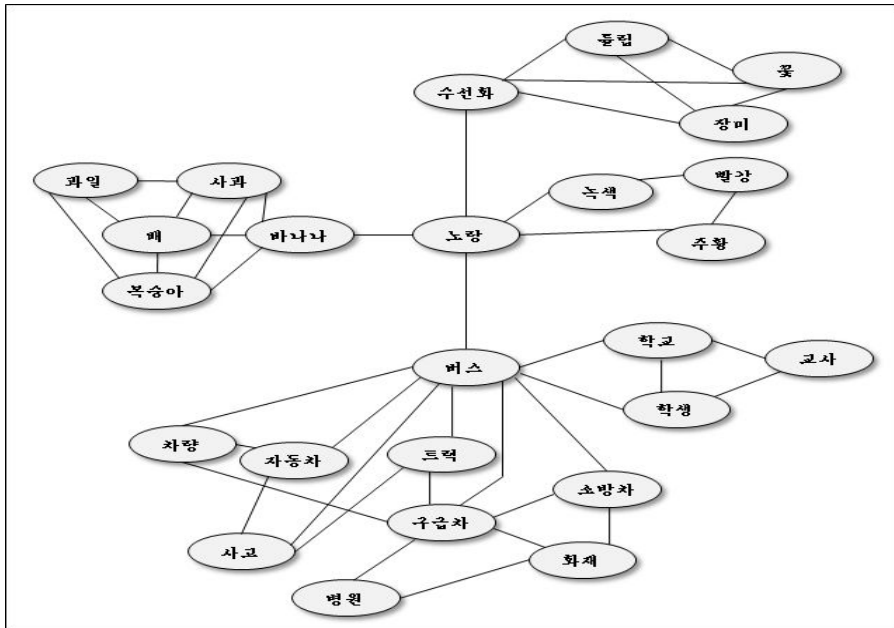 튤립
꽃
수선화
장미
과일
사과
녹색
빨강
배
바나나
노랑
주황
복숭아
버스
학교
교사
학생
차량
자동차
트럭
소방차
구급차
사고
화재
병원